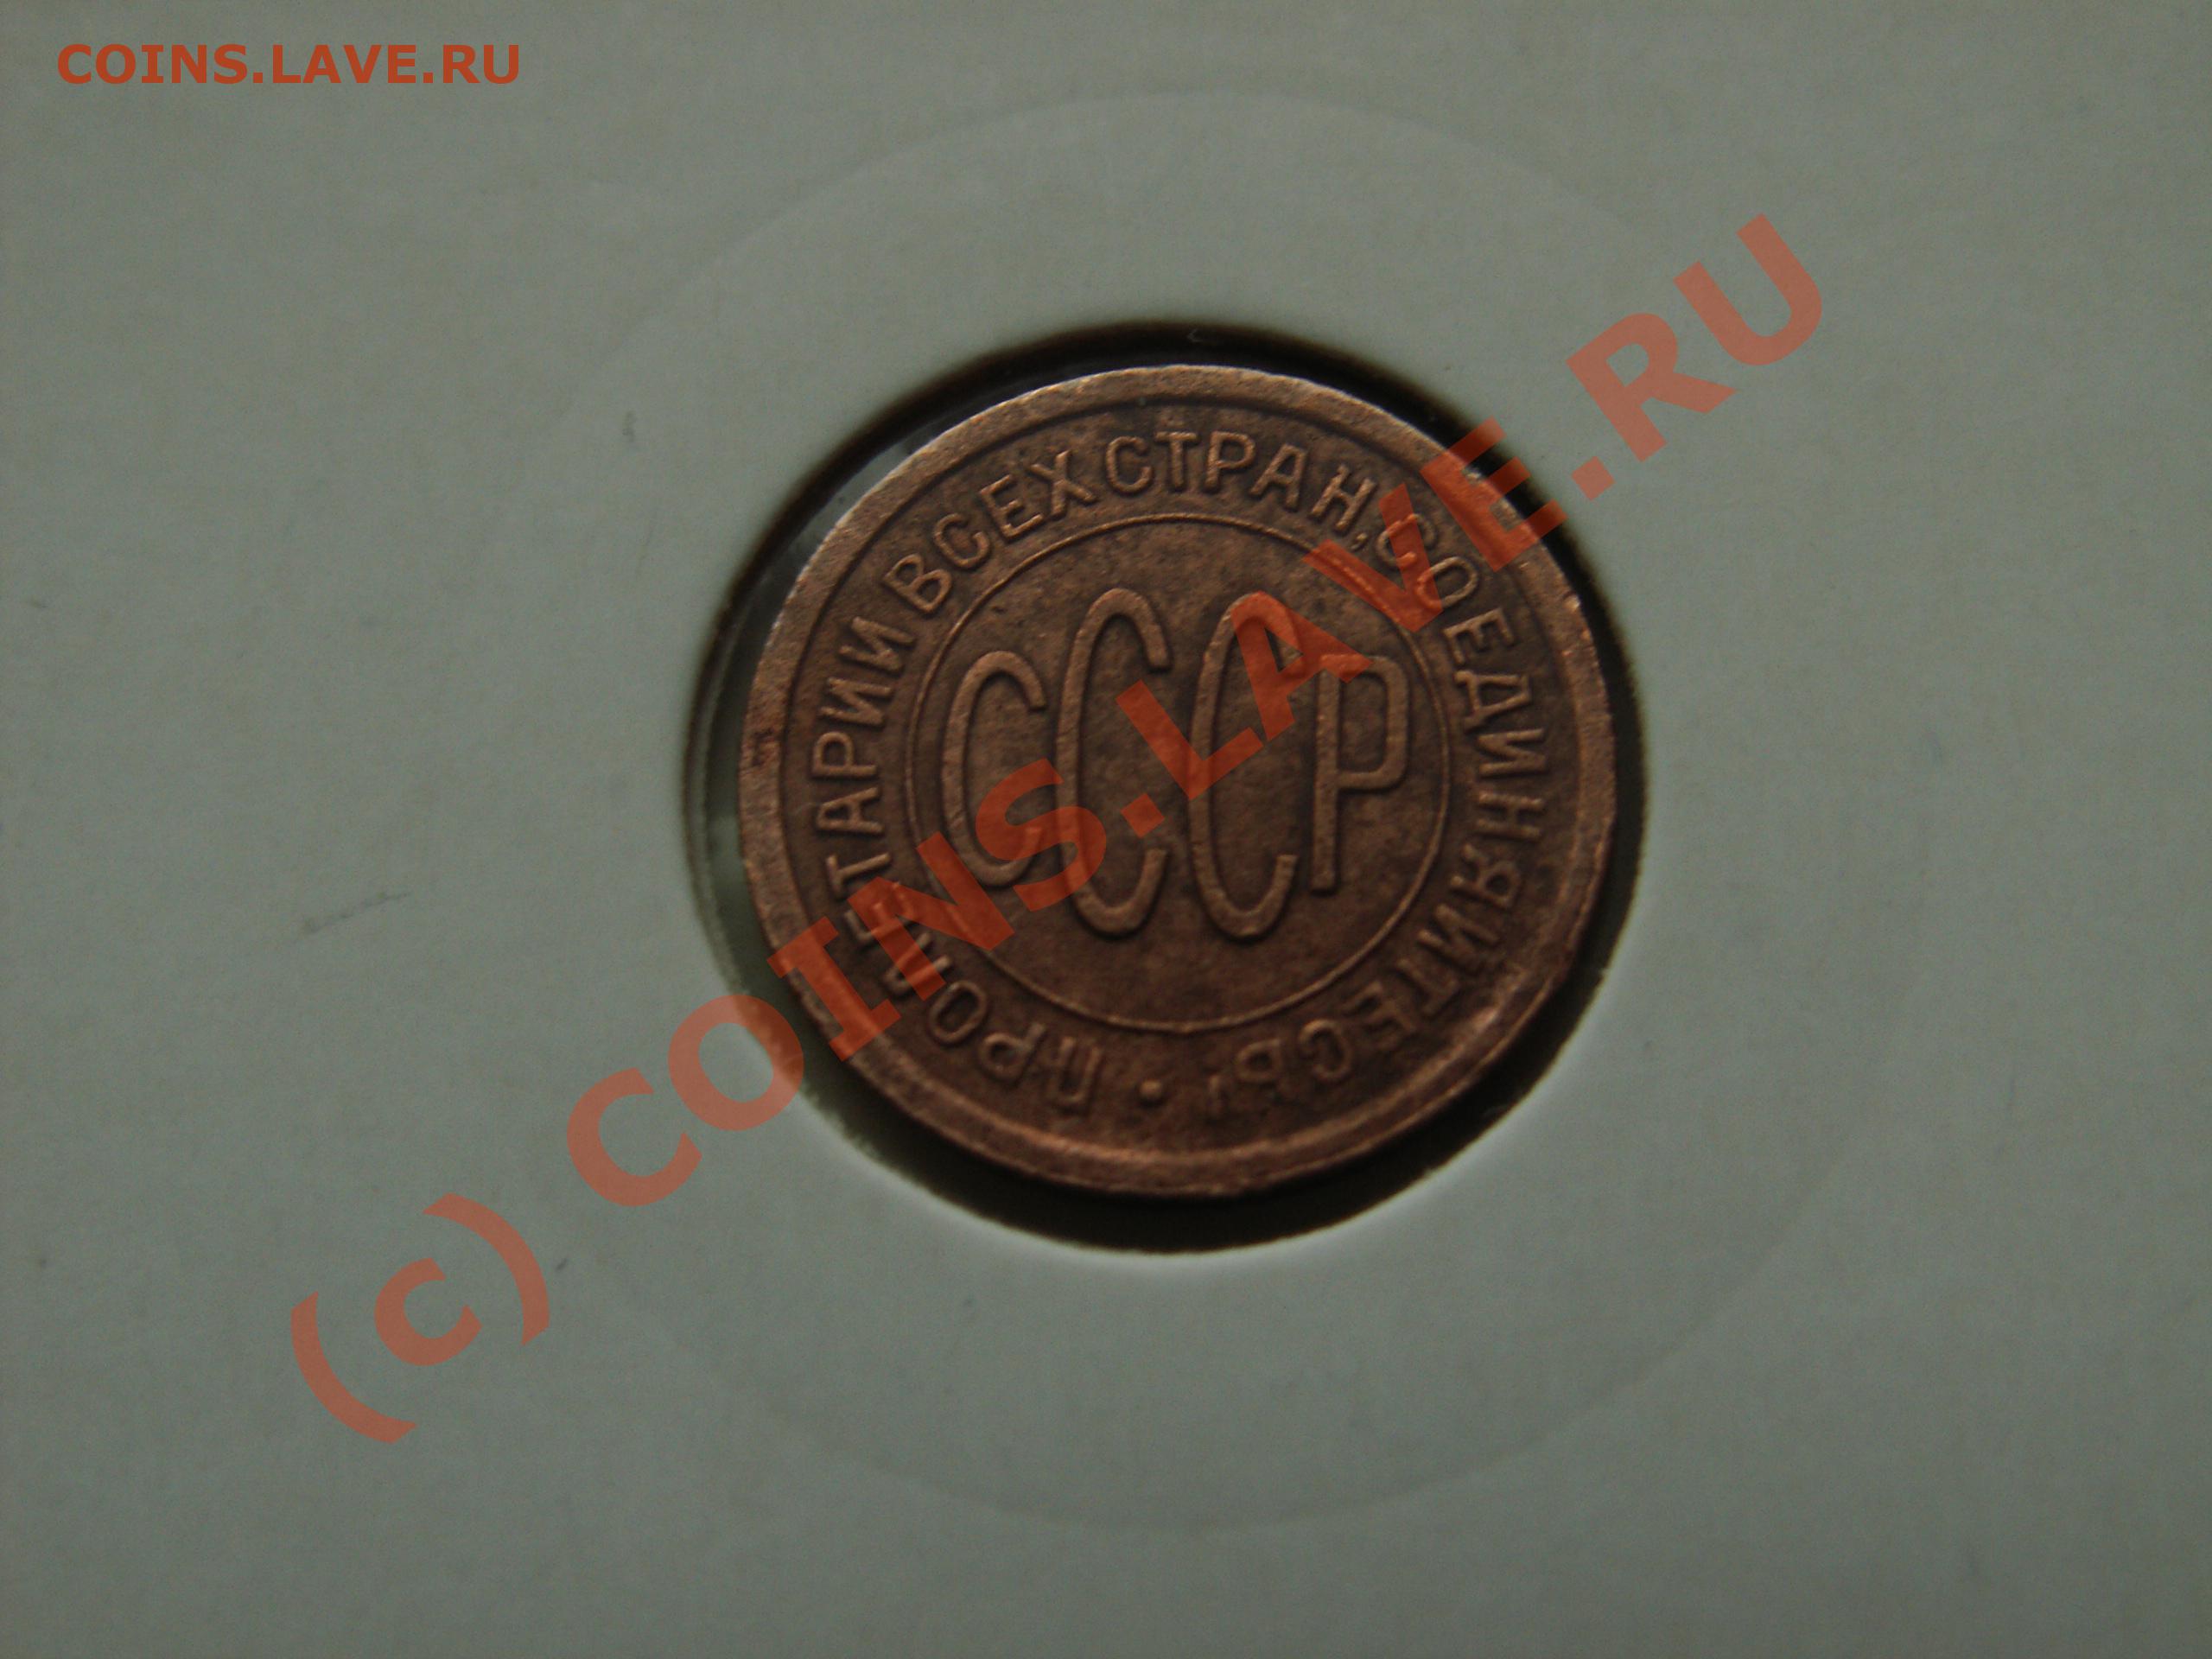 COINS.LAVE.RU
ПРОЛЕТАРИИ ВСЕХ СТРАН, СОЕДИНЯЙТЕСЬ! •
СССР
(c) COINS.LAVE.RU